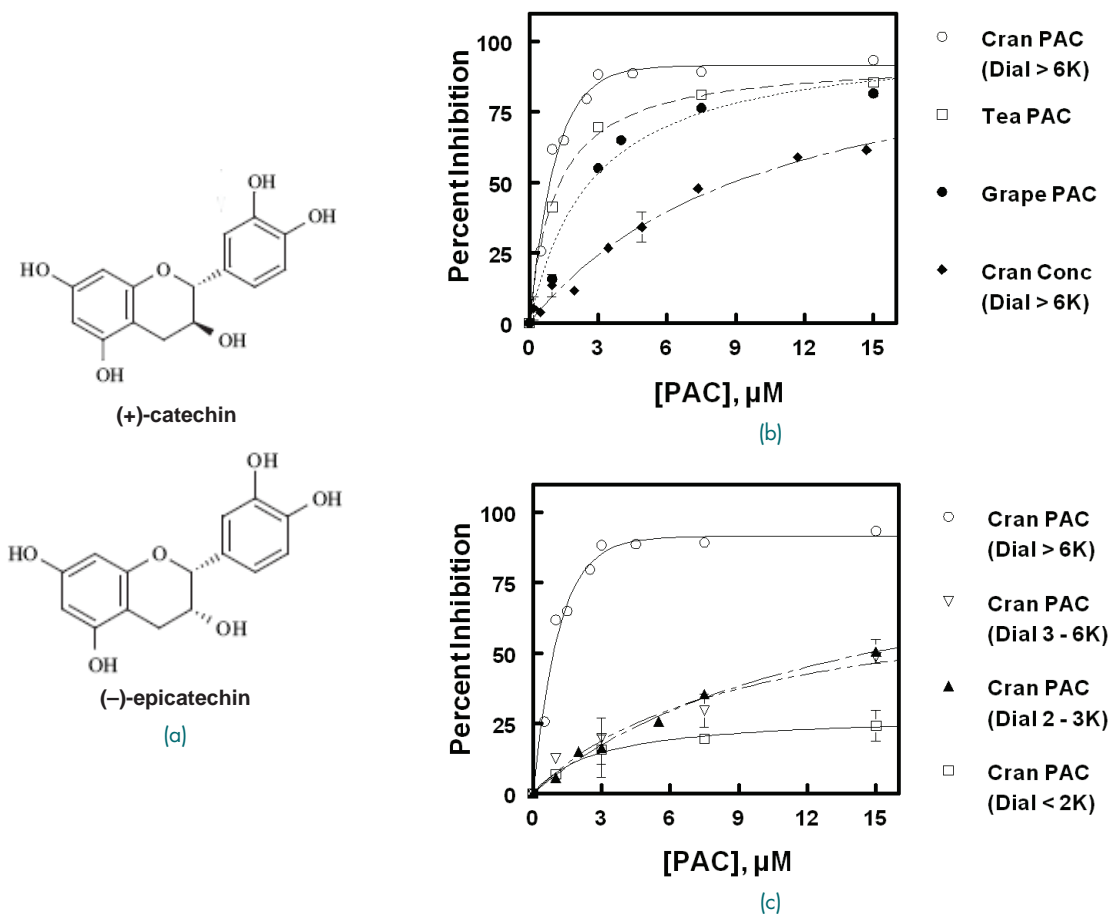 OH
OH
HO
O
OH
OH
(+)-catechin
OH
OH
HO
O
OH
OH
(–)-epicatechin
(a)
Percent Inhibition
100
75
50
25
0
0 3 6 9 12 15
[PAC], µM
Cran PAC
(Dial > 6K)
Tea PAC
Grape PAC
Cran Conc
(Dial > 6K)
(b)
Percent Inhibition
100
75
50
25
0
0 3 6 9 12 15
[PAC], µM
Cran PAC
(Dial > 6K)
Cran PAC
(Dial 3 - 6K)
Cran PAC
(Dial 2 - 3K)
Cran PAC
(Dial < 2K)
(c)